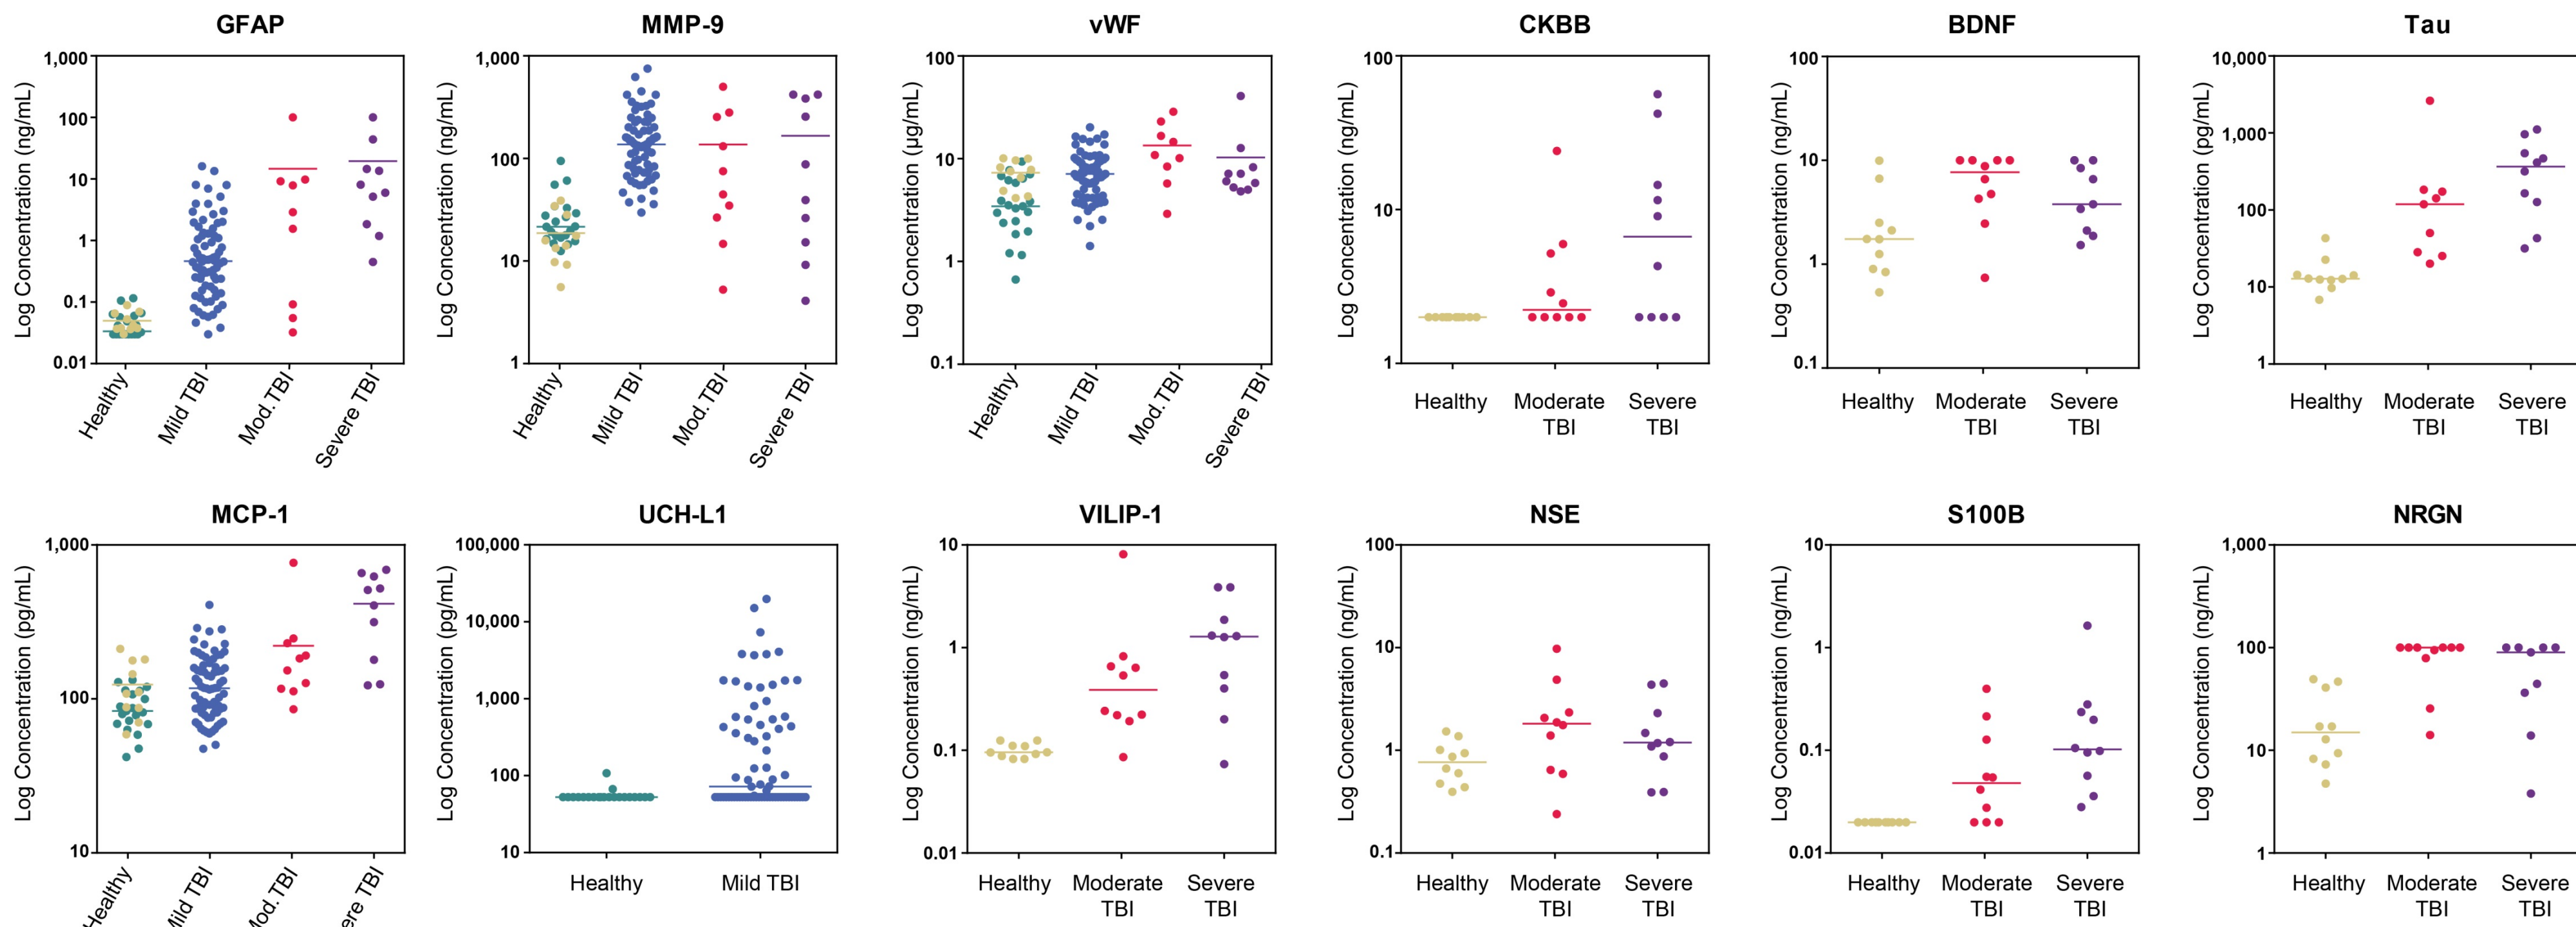 GFAP
Log Concentration (ng/mL)
1,000
100
10
1
0.1
0.01
Healthy
Mild TBI
Mod. TBI
Severe TBI
MMP-9
Log Concentration (ng/mL)
1,000
100
10
1
Healthy
Mild TBI
Mod. TBI
Severe TBI
vWF
Log Concentration (µg/mL)
100
10
1
0.1
Healthy
Mild TBI
Mod. TBI
Severe TBI
CKBB
Log Concentration (ng/mL)
100
10
1
Healthy
Moderate
TBI
Severe
TBI
BDNF
Log Concentration (ng/mL)
100
10
1
0.1
Healthy
Moderate
TBI
Severe
TBI
Tau
Log Concentration (pg/mL)
10,000
1,000
100
10
1
Healthy
Moderate
TBI
Severe
TBI
MCP-1
Log Concentration (pg/mL)
1,000
100
10
Healthy
Mild TBI
Mod. TBI
ere TBI
UCH-L1
Log Concentration (pg/mL)
100,000
10,000
1,000
100
10
Healthy
Mild TBI
VILIP-1
Log Concentration (ng/mL)
10
1
0.1
0.01
Healthy
Moderate
TBI
Severe
TBI
NSE
Log Concentration (ng/mL)
100
10
1
0.1
Healthy
Moderate
TBI
Severe
TBI
S100B
Log Concentration (ng/mL)
10
1
0.1
0.01
Healthy
Moderate
TBI
Severe
TBI
NRGN
Log Concentration (ng/mL)
1,000
100
10
1
Healthy
Moderate
TBI
Severe
TBI